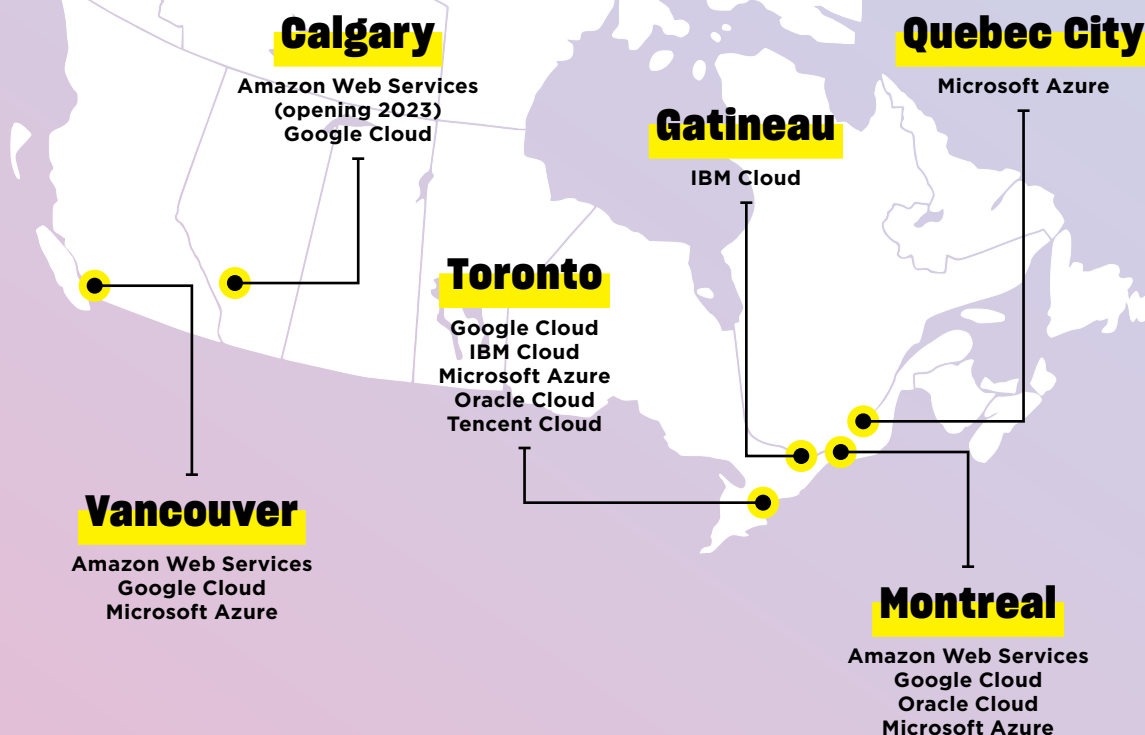 Calgary
Amazon Web Services
(opening 2023)
Google Cloud
Quebec City
Microsoft Azure
Gatineau
IBM Cloud
Toronto
Google Cloud
IBM Cloud
Microsoft Azure
Oracle Cloud
Tencent Cloud
Vancouver
Amazon Web Services
Google Cloud
Microsoft Azure
Montreal
Amazon Web Services
Google Cloud
Oracle Cloud
Microsoft Azure